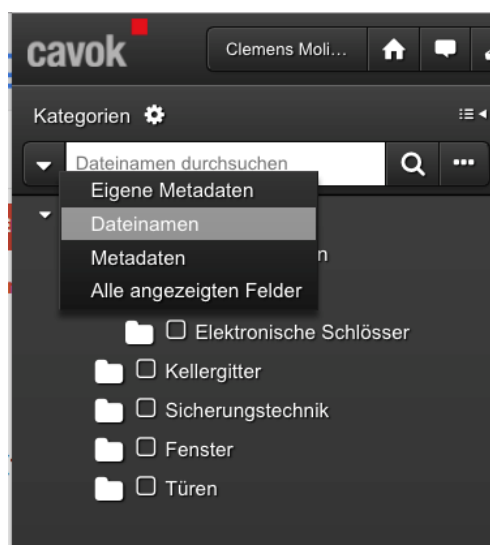 cavok
Clemens Moli...
Kategorien
Dateinamen durchsuchen
Eigene Metadaten
Dateinamen
Metadaten
Alle angezeigten Felder
Elektronische Schlösser
Kellergitter
Sicherungstechnik
Fenster
Türen